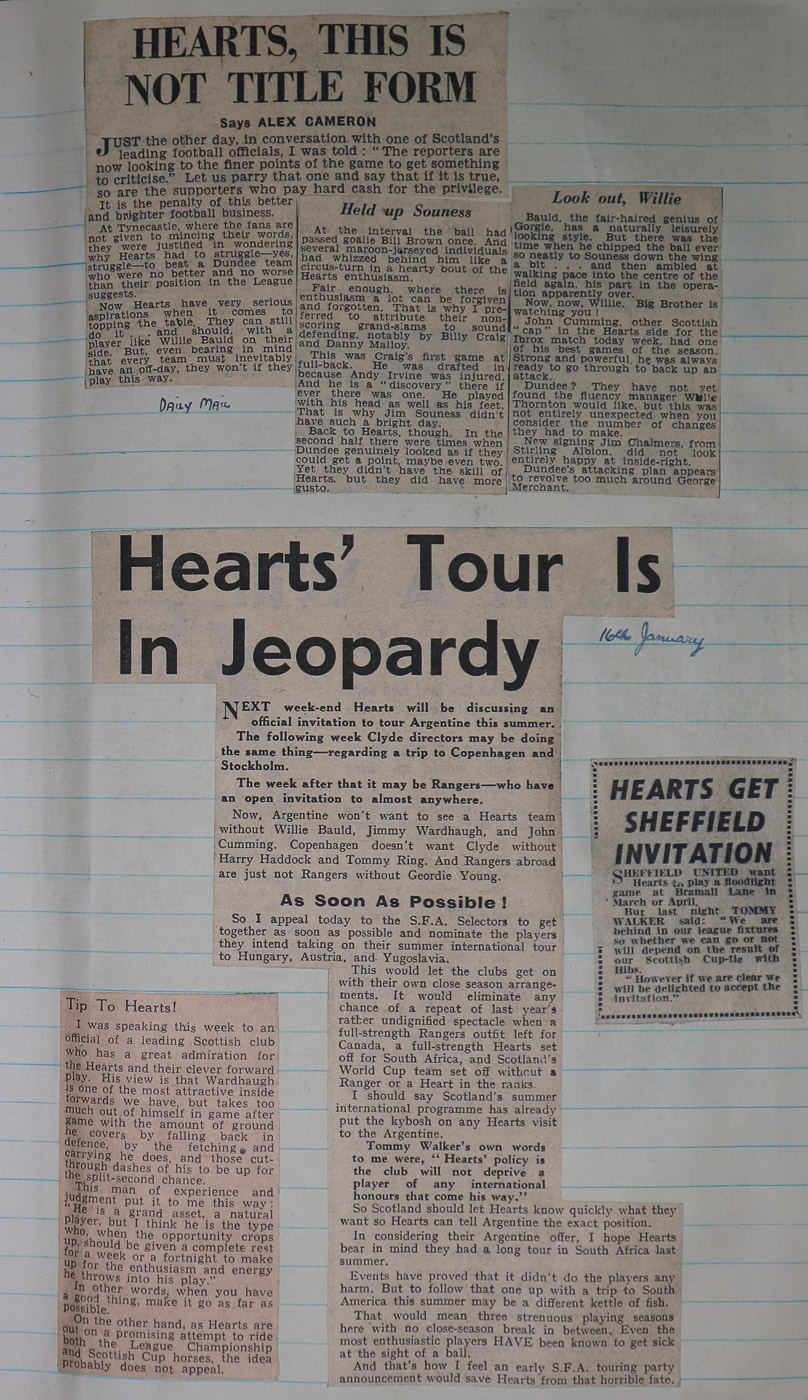 HEARTS, THIS IS
NOT TITLE FORM
Says ALEX CAMERON
JUST the other day, in conversation with one of Scotland's
leading football officials, I was told : " The reporters are
now looking to the finer points of the game to get something
to criticise." Let us parry that one and say that if it is true,
so are the supporters who pay hard cash for the privilege.
It is the penalty of this better
and brighter football business.
At Tynecastle, where the fans are
not given to mincing their words,
they were justified in wondering
why Hearts had to struggle—yes,
struggle—to beat a Dundee team
who were no better and no worse
than their position in the League
suggests.
Now Hearts have very serious
aspirations when it comes to
topping the table. They can still
do it . . . and should, with a
player like Willie Bauld on their
side. But, even bearing in mind
that every team must inevitably
have an off-day, they won't if they
play this way.
DAILY MAIL
Held up Souness
At the interval the ball had
passed goalie Bill Brown once. And
several maroon-jerseyed individuals
had whizzed behind him like a
circus-turn in a hearty bout of the
Hearts enthusiasm.
Fair enough, where there is
enthusiasm a lot can be forgiven
and forgotten. That is why I pre-
ferred to attribute their non-
scoring grand-slams to sound
defending, notably by Billy Craig
and Danny Malloy.
This was Craig's first game at
full-back. He was drafted in
because Andy Irvine was injured.
And he is a " discovery " there if
ever there was one. He played
with his head as well as his feet.
That is why Jim Souness didn't
have such a bright day.
Back to Hearts, though. In the
second half there were times when
Dundee genuinely looked as if they
could get a point, maybe even two.
Yet they didn't have the skill of
Hearts, but they did have more
gusto.
Look out, Willie
Bauld, the fair-haired genius of
Gorgie, has a naturally leisurely
looking style. But there was the
time when he chipped the ball ever
so neatly to Souness down the wing
a bit . . . and then ambled at
walking pace into the centre of the
field again, his part in the opera-
tion apparently over.
Now, now, Willie. Big Brother is
watching you !
John Cumming, other Scottish
" cap " in the Hearts side for the
Ibrox match today week, had one
of his best games of the season.
Strong and powerful, he was always
ready to go through to back up an
attack.
Dundee ? They have not yet
found the fluency manager Willie
Thornton would like, but this was
not entirely unexpected when you
consider the number of changes
they had to make.
New signing Jim Chalmers, from
Stirling Albion, did not look
entirely happy at inside-right.
Dundee's attacking plan appears
to revolve too much around George
Merchant.
Hearts' Tour Is
In Jeopardy
16th January
NEXT week-end Hearts will be discussing an
official invitation to tour Argentine this summer.
The following week Clyde directors may be doing
the same thing—regarding a trip to Copenhagen and
Stockholm.
The week after that it may be Rangers—who have
an open invitation to almost anywhere.
Now, Argentine won't want to see a Hearts team
without Willie Bauld, Jimmy Wardhaugh, and John
Cumming. Copenhagen doesn't want Clyde without
Harry Haddock and Tommy Ring. And Rangers abroad
are just not Rangers without Geordie Young.
As Soon As Possible !
So I appeal today to the S.F.A. Selectors to get
together as soon as possible and nominate the players
they intend taking on their summer international tour
to Hungary, Austria, and Yugoslavia.
This would let the clubs get on
with their own close season arrange-
ments. It would eliminate any
chance of a repeat of last year's
rather undignified spectacle when a
full-strength Rangers outfit left for
Canada, a full-strength Hearts set
off for South Africa, and Scotland's
World Cup team set off without a
Ranger or a Heart in the ranks.
I should say Scotland's summer
international programme has already
put the kybosh on any Hearts visit
to the Argentine.
Tommy Walker's own words
to me were, " Hearts' policy is
the club will not deprive a
player of any international
honours that come his way."
So Scotland should let Hearts know quickly what they
want so Hearts can tell Argentine the exact position.
In considering their Argentine offer, I hope Hearts
bear in mind they had a long tour in South Africa last
summer.
Events have proved that it didn't do the players any
harm. But to follow that one up with a trip to South
America this summer may be a different kettle of fish.
That would mean three strenuous playing seasons
here with no close-season break in between. Even the
most enthusiastic players HAVE been known to get sick
at the sight of a ball.
And that's how I feel an early S.F.A. touring party
announcement would save Hearts from that horrible fate.
HEARTS GET
SHEFFIELD
INVITATION
SHEFFIELD UNITED want
Hearts to play a floodlight
game at Bramall Lane in
March or April.
But last night TOMMY
WALKER said: "We are
behind in our league fixtures
so whether we can go or not
will depend on the result of
our Scottish Cup-tie with
Hibs.
" However if we are clear we
will be delighted to accept the
invitation."
Tip To Hearts!
I was speaking this week to an
official of a leading Scottish club
who has a great admiration for
the Hearts and their clever forward
play. His view is that Wardhaugh
is one of the most attractive inside
forwards we have, but takes too
much out of himself in game after
game with the amount of ground
he covers by falling back in
defence, by the fetching and
carrying he does, and those cut-
through dashes of his to be up for
the split-second chance.
This man of experience and
judgment put it to me this way:
"He is a grand asset, a natural
player, but I think he is the type
who, when the opportunity crops
up, should be given a complete rest
for a week or a fortnight to make
up for the enthusiasm and energy
he throws into his play."
In other words, when you have
a good thing, make it go as far as
possible.
On the other hand, as Hearts are
out on a promising attempt to ride
both the League Championship
and Scottish Cup horses, the idea
probably does not appeal.